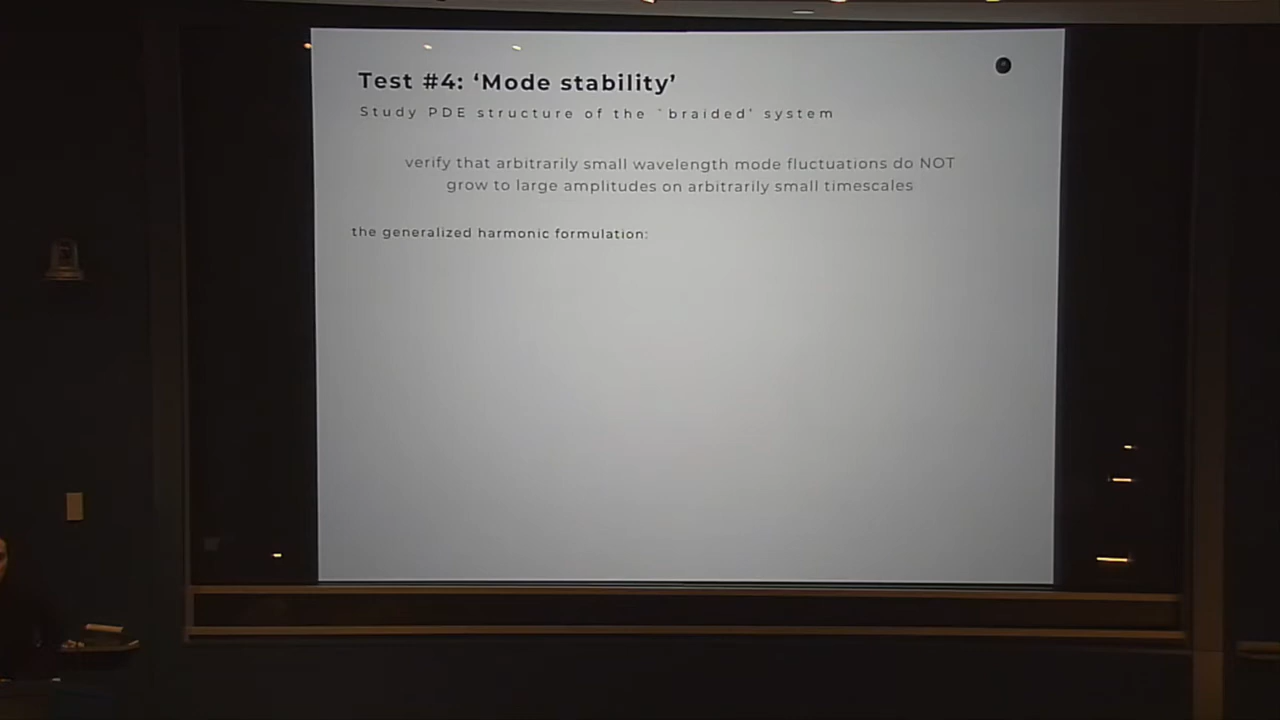 Test #4: ‘Mode stability’
Study PDE structure of the `braided' system
verify that arbitrarily small wavelength mode fluctuations do NOT
grow to large amplitudes on arbitrarily small timescales
the generalized harmonic formulation: